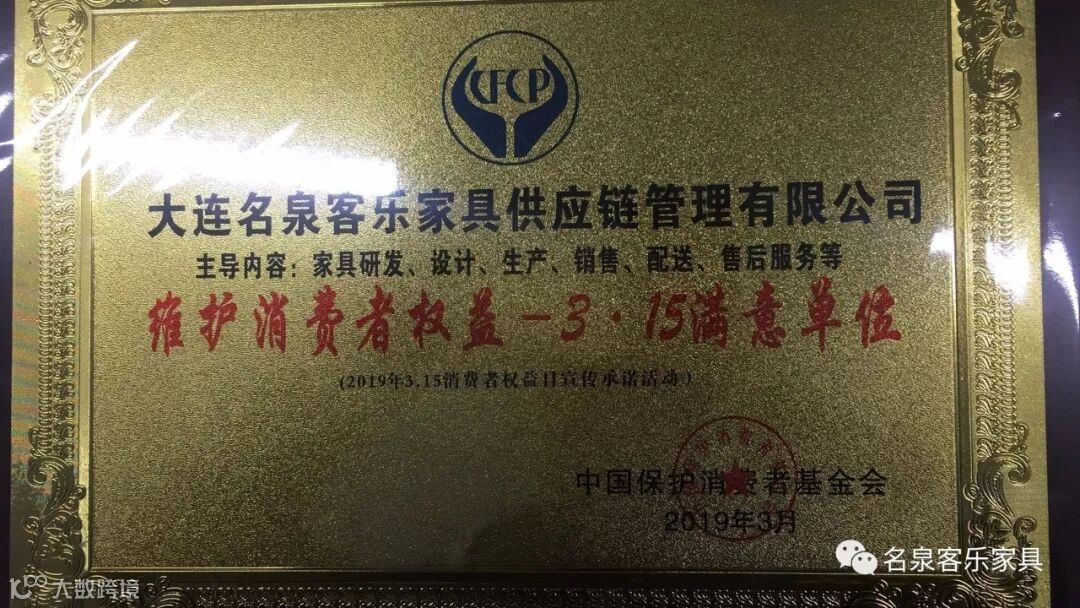 CFCP
大连名泉客乐家具供应链管理有限公司
主导内容：家具研发、设计、生产、销售、配送、售后服务等
维护消费者权益－3·15满意单位
(2019年3.15消费者权益日宣传承诺活动)
中国保护消费者基金会
2019年3月
名泉客乐家具
大数跨境